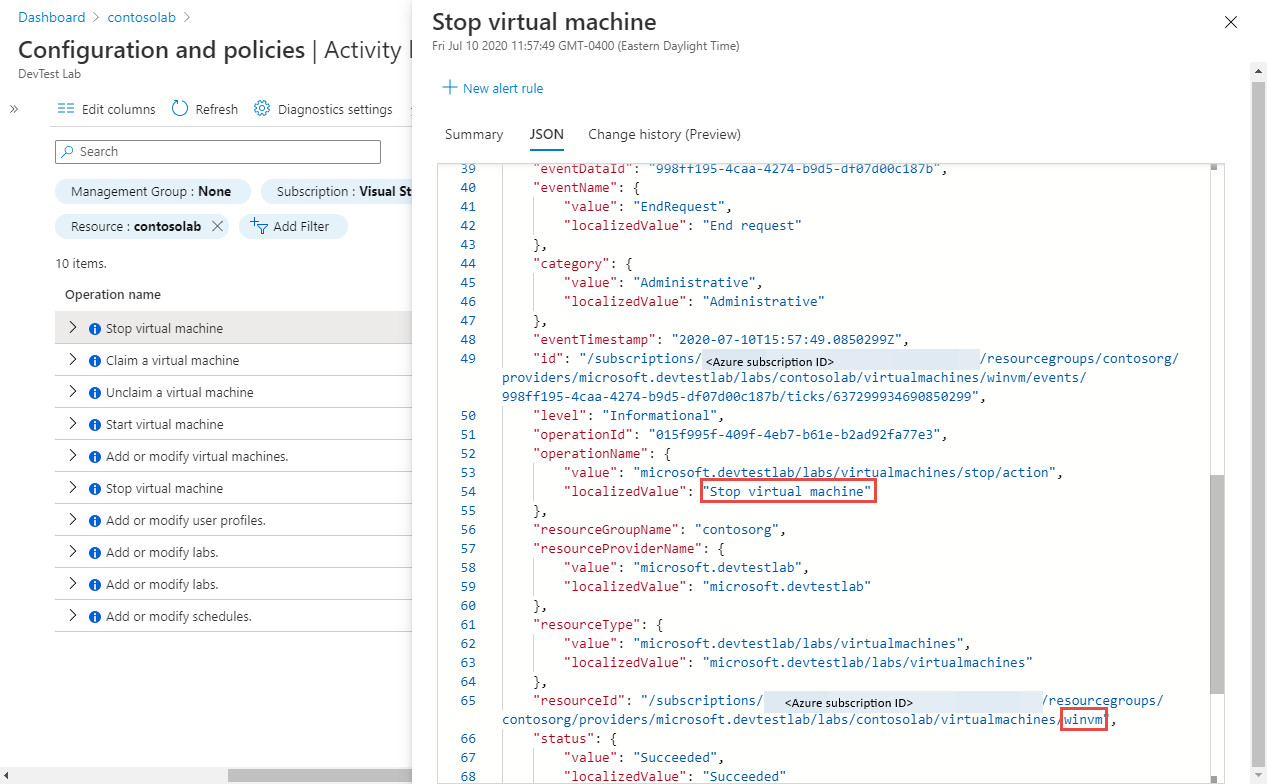 Dashboard > contosolab >
Configuration and policies | Activity l
DevTest Lab
Edit columns Refresh Diagnostics settings
Search
Management Group : None Subscription : Visual St
Resource : contosolab Add Filter
10 items.
Operation name
Stop virtual machine
Claim a virtual machine
Unclaim a virtual machine
Start virtual machine
Add or modify virtual machines.
Stop virtual machine
Add or modify user profiles.
Add or modify labs.
Add or modify labs.
Add or modify schedules.
Stop virtual machine
Fri Jul 10 2020 11:57:49 GMT-0400 (Eastern Daylight Time)
New alert rule
Summary JSON Change history (Preview)
39 "eventDataId": "998ff195-4caa-4274-b9d5-df07d00c187b",
40 "eventName": {
41 "value": "EndRequest",
42 "localizedValue": "End request"
43 },
44 "category": {
45 "value": "Administrative",
46 "localizedValue": "Administrative"
47 },
48 "eventTimestamp": "2020-07-10T15:57:49.0850299Z",
49 "id": "/subscriptions/ <Azure subscription ID> /resourcegroups/contosorg/
providers/microsoft.devtestlab/labs/contosolab/virtualmachines/winvm/events/
998ff195-4caa-4274-b9d5-df07d00c187b/ticks/637299934690850299",
50 "level": "Informational",
51 "operationId": "015f995f-409f-4eb7-b61e-b2ad92fa77e3",
52 "operationName": {
53 "value": "microsoft.devtestlab/labs/virtualmachines/stop/action",
54 "localizedValue": "Stop virtual machine"
55 },
56 "resourceGroupName": "contosorg",
57 "resourceProviderName": {
58 "value": "microsoft.devtestlab",
59 "localizedValue": "microsoft.devtestlab"
60 },
61 "resourceType": {
62 "value": "microsoft.devtestlab/labs/virtualmachines",
63 "localizedValue": "microsoft.devtestlab/labs/virtualmachines"
64 },
65 "resourceId": "/subscriptions/ <Azure subscription ID> /resourcegroups/
contosorg/providers/microsoft.devtestlab/labs/contosolab/virtualmachines/winvm",
66 "status": {
67 "value": "Succeeded",
68 "localizedValue": "Succeeded"